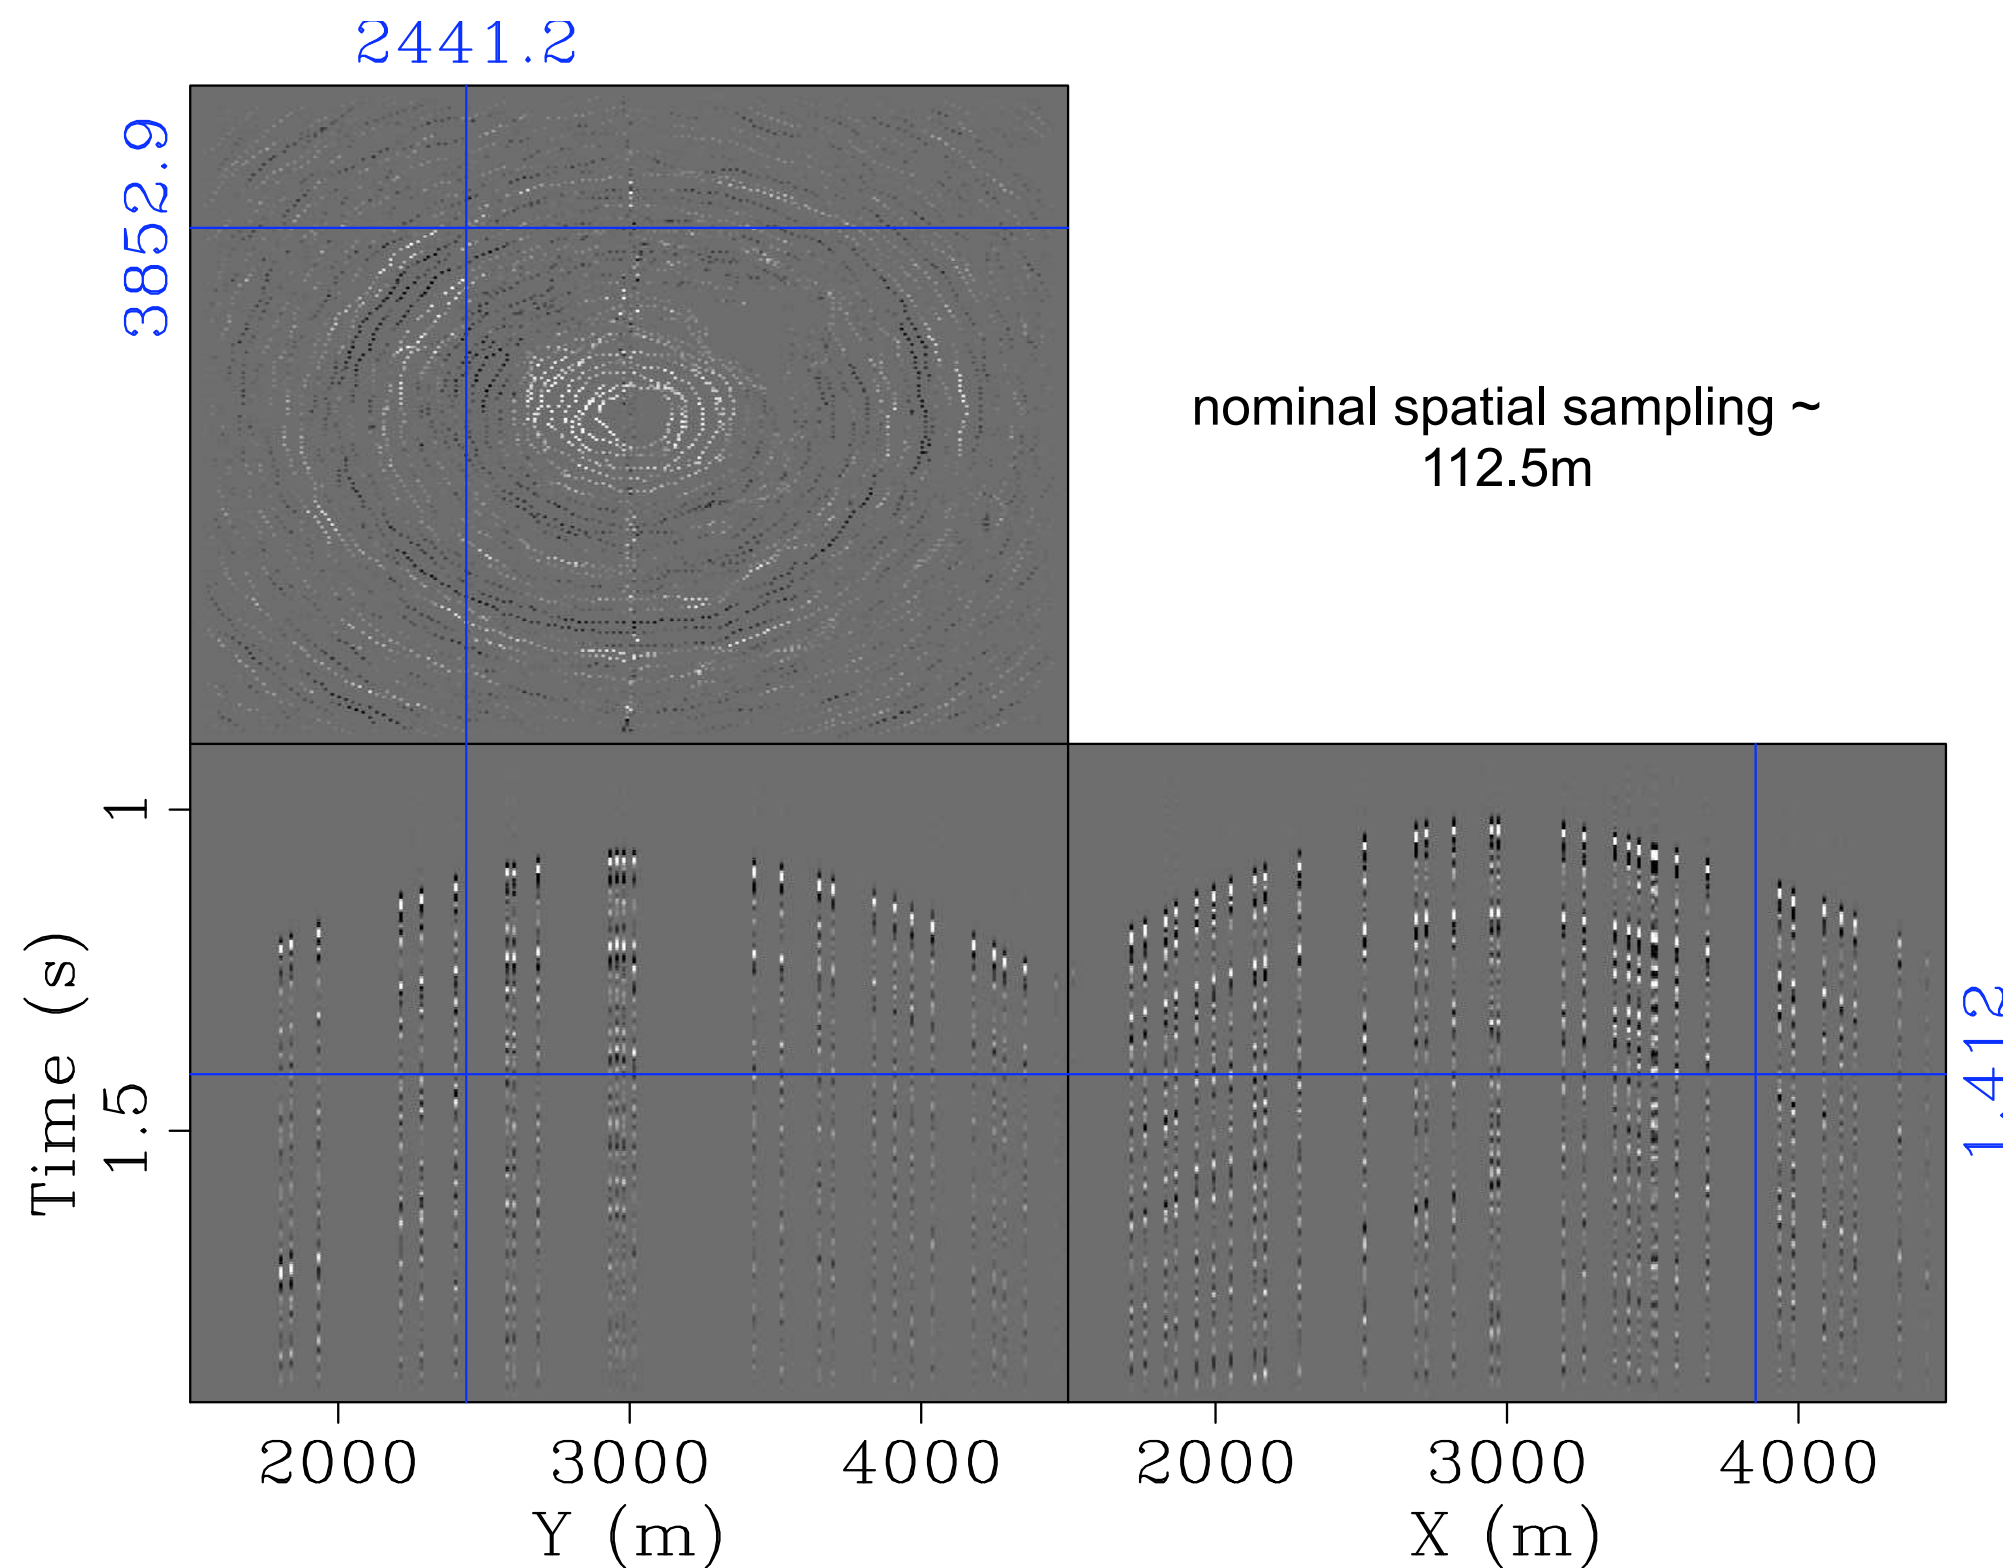 2441.2
3852.9
nominal spatial sampling ~
112.5m
1
1.5
Time (s)
1.412
2000 3000 4000 2000 3000 4000
Y (m) X (m)